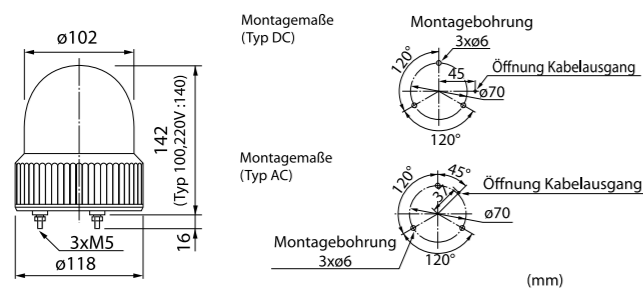 ø102
142
(Typ 100,220V :140)
16
3xM5
ø118
Montagemaße
(Typ DC)
Montagebohrung
3xø6
120°
45
Öffnung Kabelausgang
ø70
120°
Montagemaße
(Typ AC)
120°
45°
37
Öffnung Kabelausgang
ø70
Montagebohrung
3xø6
120°
(mm)